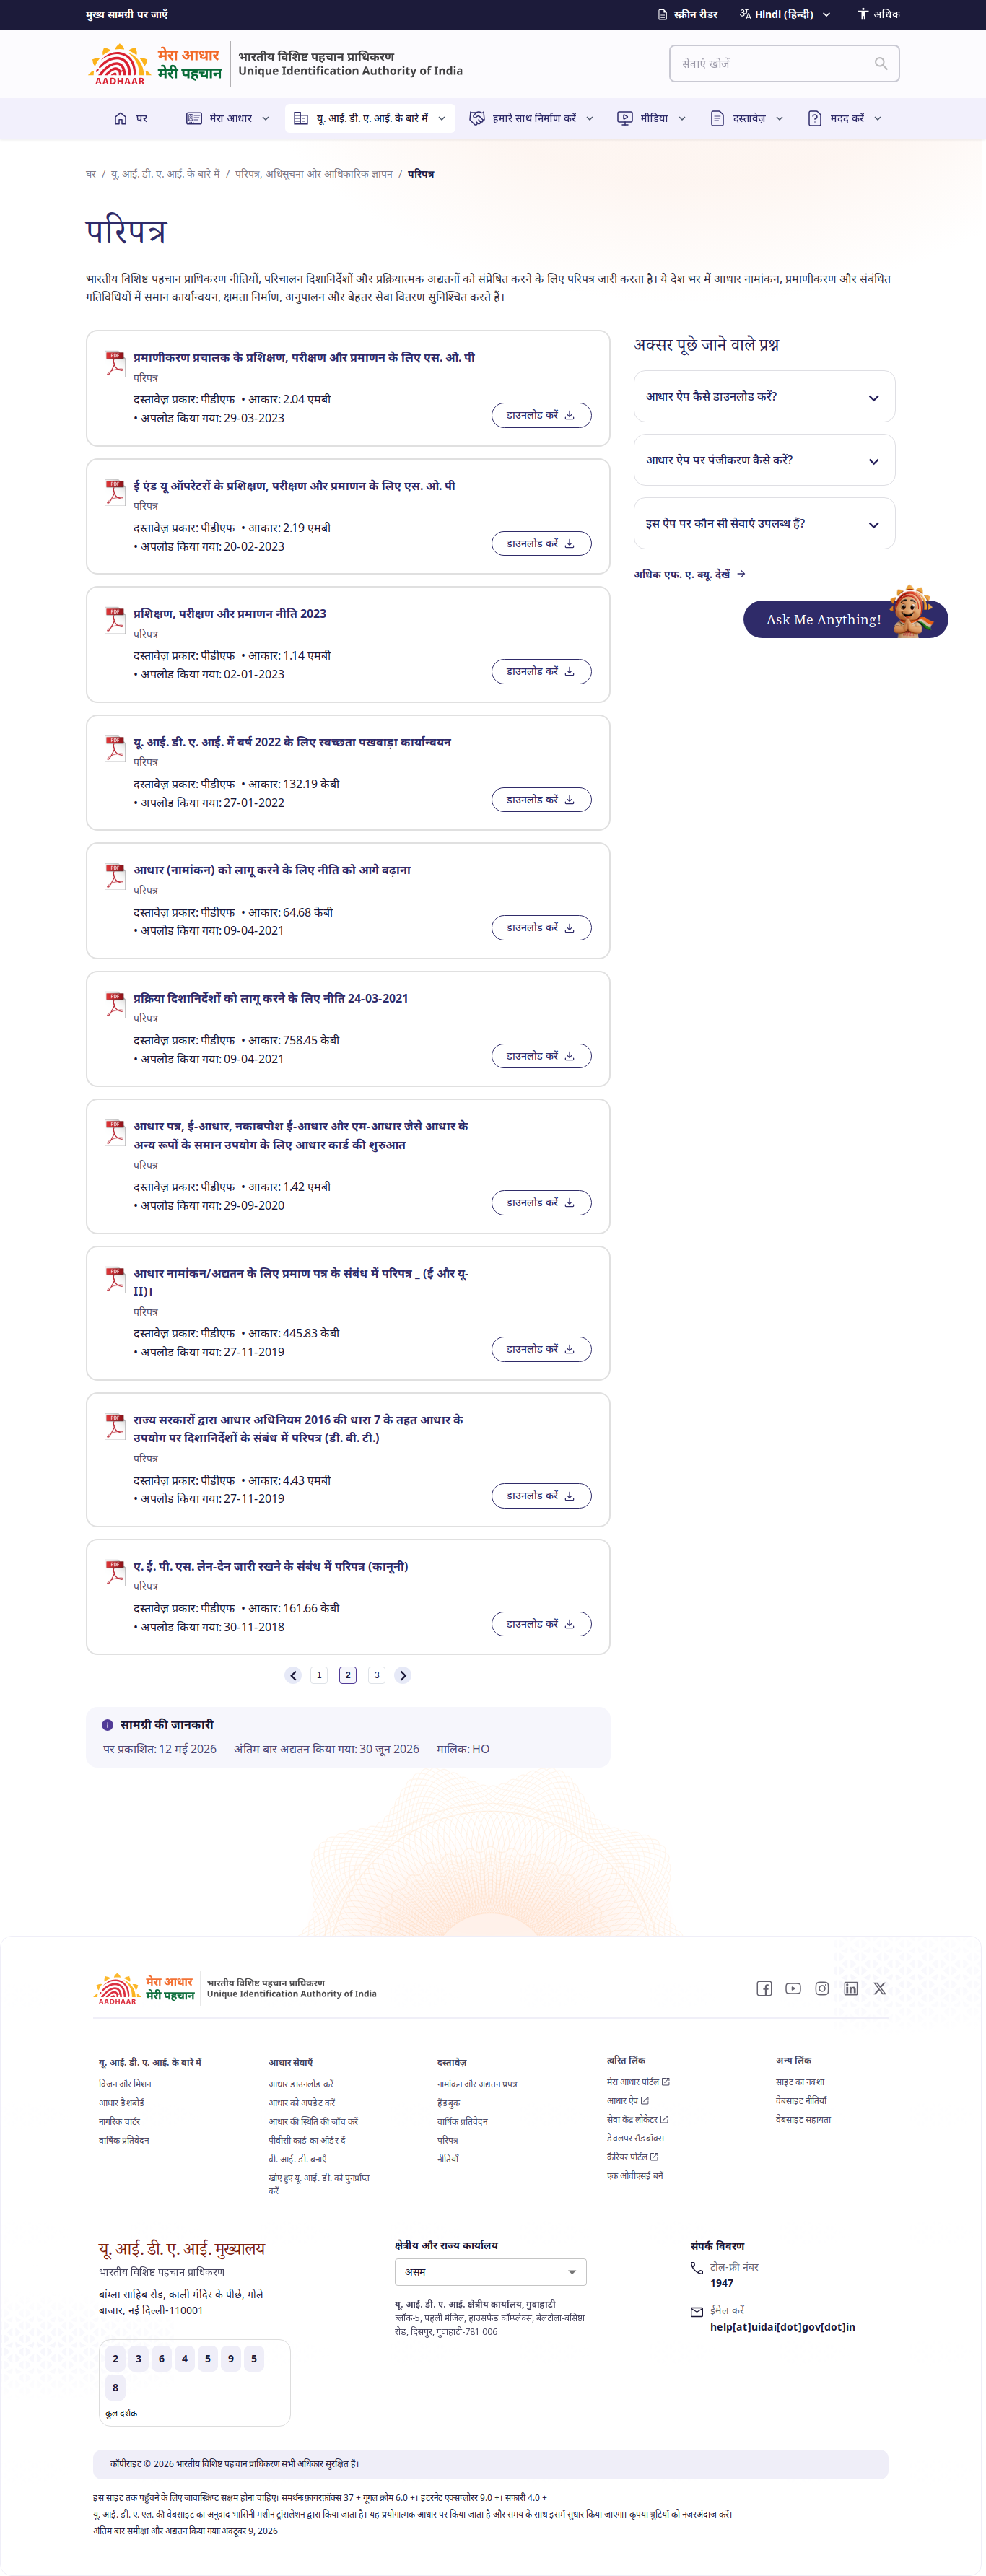 मुख्य सामग्री पर जाएँ
स्क्रीन रीडर
Hindi (हिन्दी)
अधिक
AADHAAR
मेरा आधार
मेरी पहचान
भारतीय विशिष्ट पहचान प्राधिकरण
Unique Identification Authority of India
सेवाएं खोजें
घर
मेरा आधार
यू. आई. डी. ए. आई. के बारे में
हमारे साथ निर्माण करें
मीडिया
दस्तावेज़
मदद करें
घर / यू. आई. डी. ए. आई. के बारे में / परिपत्र, अधिसूचना और आधिकारिक ज्ञापन / परिपत्र
परिपत्र
भारतीय विशिष्ट पहचान प्राधिकरण नीतियों, परिचालन दिशानिर्देशों और प्रक्रियात्मक अद्यतनों को संप्रेषित करने के लिए परिपत्र जारी करता है। ये देश भर में आधार नामांकन, प्रमाणीकरण और संबंधित
गतिविधियों में समान कार्यान्वयन, क्षमता निर्माण, अनुपालन और बेहतर सेवा वितरण सुनिश्चित करते हैं।
प्रमाणीकरण प्रचालक के प्रशिक्षण, परीक्षण और प्रमाणन के लिए एस. ओ. पी
परिपत्र
दस्तावेज़ प्रकार: पीडीएफ • आकार: 2.04 एमबी
• अपलोड किया गया: 29-03-2023
डाउनलोड करें
ई एंड यू ऑपरेटरों के प्रशिक्षण, परीक्षण और प्रमाणन के लिए एस. ओ. पी
परिपत्र
दस्तावेज़ प्रकार: पीडीएफ • आकार: 2.19 एमबी
• अपलोड किया गया: 20-02-2023
डाउनलोड करें
प्रशिक्षण, परीक्षण और प्रमाणन नीति 2023
परिपत्र
दस्तावेज़ प्रकार: पीडीएफ • आकार: 1.14 एमबी
• अपलोड किया गया: 02-01-2023
डाउनलोड करें
यू. आई. डी. ए. आई. में वर्ष 2022 के लिए स्वच्छता पखवाड़ा कार्यान्वयन
परिपत्र
दस्तावेज़ प्रकार: पीडीएफ • आकार: 132.19 केबी
• अपलोड किया गया: 27-01-2022
डाउनलोड करें
आधार (नामांकन) को लागू करने के लिए नीति को आगे बढ़ाना
परिपत्र
दस्तावेज़ प्रकार: पीडीएफ • आकार: 64.68 केबी
• अपलोड किया गया: 09-04-2021
डाउनलोड करें
प्रक्रिया दिशानिर्देशों को लागू करने के लिए नीति 24-03-2021
परिपत्र
दस्तावेज़ प्रकार: पीडीएफ • आकार: 758.45 केबी
• अपलोड किया गया: 09-04-2021
डाउनलोड करें
आधार पत्र, ई-आधार, नकाबपोश ई-आधार और एम-आधार जैसे आधार के
अन्य रूपों के समान उपयोग के लिए आधार कार्ड की शुरुआत
परिपत्र
दस्तावेज़ प्रकार: पीडीएफ • आकार: 1.42 एमबी
• अपलोड किया गया: 29-09-2020
डाउनलोड करें
आधार नामांकन/अद्यतन के लिए प्रमाण पत्र के संबंध में परिपत्र _ (ई और यू-
II)।
परिपत्र
दस्तावेज़ प्रकार: पीडीएफ • आकार: 445.83 केबी
• अपलोड किया गया: 27-11-2019
डाउनलोड करें
राज्य सरकारों द्वारा आधार अधिनियम 2016 की धारा 7 के तहत आधार के
उपयोग पर दिशानिर्देशों के संबंध में परिपत्र (डी. बी. टी.)
परिपत्र
दस्तावेज़ प्रकार: पीडीएफ • आकार: 4.43 एमबी
• अपलोड किया गया: 27-11-2019
डाउनलोड करें
ए. ई. पी. एस. लेन-देन जारी रखने के संबंध में परिपत्र (कानूनी)
परिपत्र
दस्तावेज़ प्रकार: पीडीएफ • आकार: 161.66 केबी
• अपलोड किया गया: 30-11-2018
डाउनलोड करें
1 2 3
सामग्री की जानकारी
पर प्रकाशित: 12 मई 2026 अंतिम बार अद्यतन किया गया: 30 जून 2026 मालिक: HO
अक्सर पूछे जाने वाले प्रश्न
आधार ऐप कैसे डाउनलोड करें?
आधार ऐप पर पंजीकरण कैसे करें?
इस ऐप पर कौन सी सेवाएं उपलब्ध हैं?
अधिक एफ. ए. क्यू. देखें
Ask Me Anything!
AADHAAR
मेरा आधार
मेरी पहचान
भारतीय विशिष्ट पहचान प्राधिकरण
Unique Identification Authority of India
यू. आई. डी. ए. आई. के बारे में
विजन और मिशन
आधार डैशबोर्ड
नागरिक चार्टर
वार्षिक प्रतिवेदन
आधार सेवाएँ
आधार डाउनलोड करें
आधार को अपडेट करें
आधार की स्थिति की जाँच करें
पीवीसी कार्ड का ऑर्डर दें
वी. आई. डी. बनाएँ
खोए हुए यू. आई. डी. को पुनर्प्राप्त
करें
दस्तावेज़
नामांकन और अद्यतन प्रपत्र
हैंडबुक
वार्षिक प्रतिवेदन
परिपत्र
नीतियाँ
त्वरित लिंक
मेरा आधार पोर्टल
आधार ऐप
सेवा केंद्र लोकेटर
डेवलपर सैंडबॉक्स
कैरियर पोर्टल
एक ओवीएसई बनें
अन्य लिंक
साइट का नक्शा
वेबसाइट नीतियाँ
वेबसाइट सहायता
यू. आई. डी. ए. आई. मुख्यालय
भारतीय विशिष्ट पहचान प्राधिकरण
बांग्ला साहिब रोड, काली मंदिर के पीछे, गोले
बाजार, नई दिल्ली-110001
2 3 6 4 5 9 5
8
कुल दर्शक
क्षेत्रीय और राज्य कार्यालय
असम
यू. आई. डी. ए. आई. क्षेत्रीय कार्यालय, गुवाहाटी
ब्लॉक-5, पहली मंजिल, हाउसफेड कॉम्प्लेक्स, बेलटोला-बसिष्ठा
रोड, दिसपुर, गुवाहाटी-781 006
संपर्क विवरण
टोल-फ्री नंबर
1947
ईमेल करें
help[at]uidai[dot]gov[dot]in
कॉपीराइट © 2026 भारतीय विशिष्ट पहचान प्राधिकरण सभी अधिकार सुरक्षित हैं।
इस साइट तक पहुँचने के लिए जावास्क्रिप्ट सक्षम होना चाहिए। समर्थनः फ़ायरफ़ॉक्स 37 + गूगल क्रोम 6.0 +। इंटरनेट एक्सप्लोरर 9.0 +। सफारी 4.0 +
यू. आई. डी. ए. एल. की वेबसाइट का अनुवाद भासिनी मशीन ट्रांसलेशन द्वारा किया जाता है। यह प्रयोगात्मक आधार पर किया जाता है और समय के साथ इसमें सुधार किया जाएगा। कृपया त्रुटियों को नजरअंदाज करें।
अंतिम बार समीक्षा और अद्यतन किया गयाः अक्टूबर 9, 2026